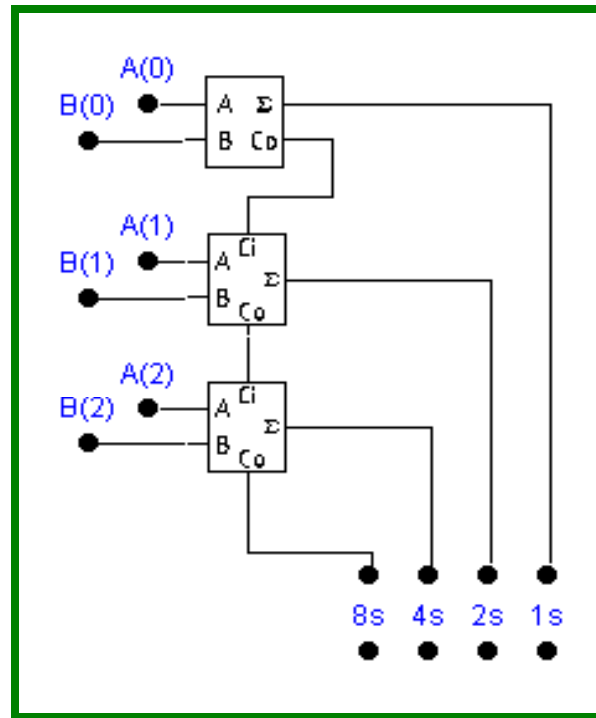 A(0)
B(0)
A Σ
B Co
A(1)
B(1)
Ci
A
Σ
B
Co
A(2)
B(2)
Ci
A
Σ
B
Co
8s 4s 2s 1s